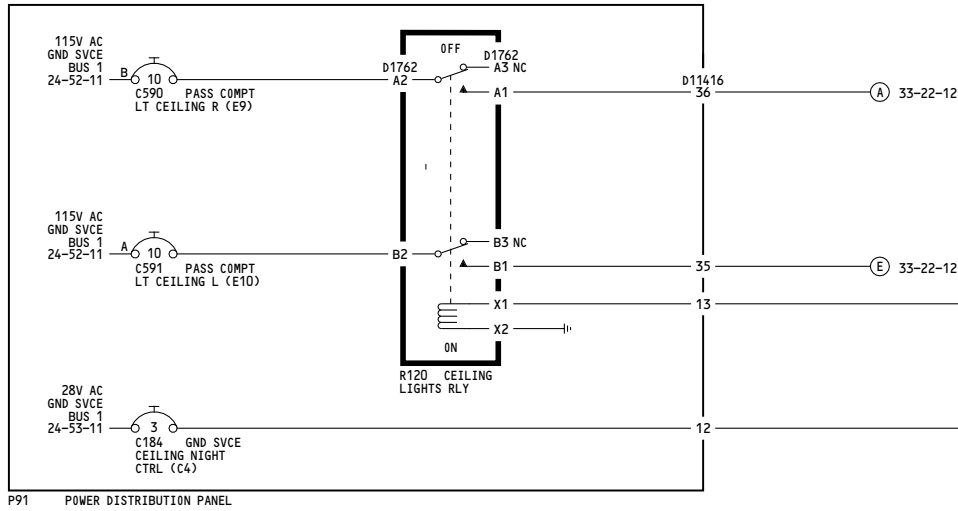 115V AC
GND SVCE
BUS 1
24-52-11
B
10
C590 PASS COMPT
LT CEILING R (E9)
OFF
D1762
A2
D1762
A3 NC
A1
D11416
36
A
33-22-12
115V AC
GND SVCE
BUS 1
24-52-11
A
10
C591 PASS COMPT
LT CEILING L (E10)
B2
B3 NC
B1
35
E
33-22-12
X1
13
X2
ON
R120 CEILING
LIGHTS RLY
28V AC
GND SVCE
BUS 1
24-53-11
3
C184 GND SVCE
CEILING NIGHT
CTRL (C4)
12
P91 POWER DISTRIBUTION PANEL